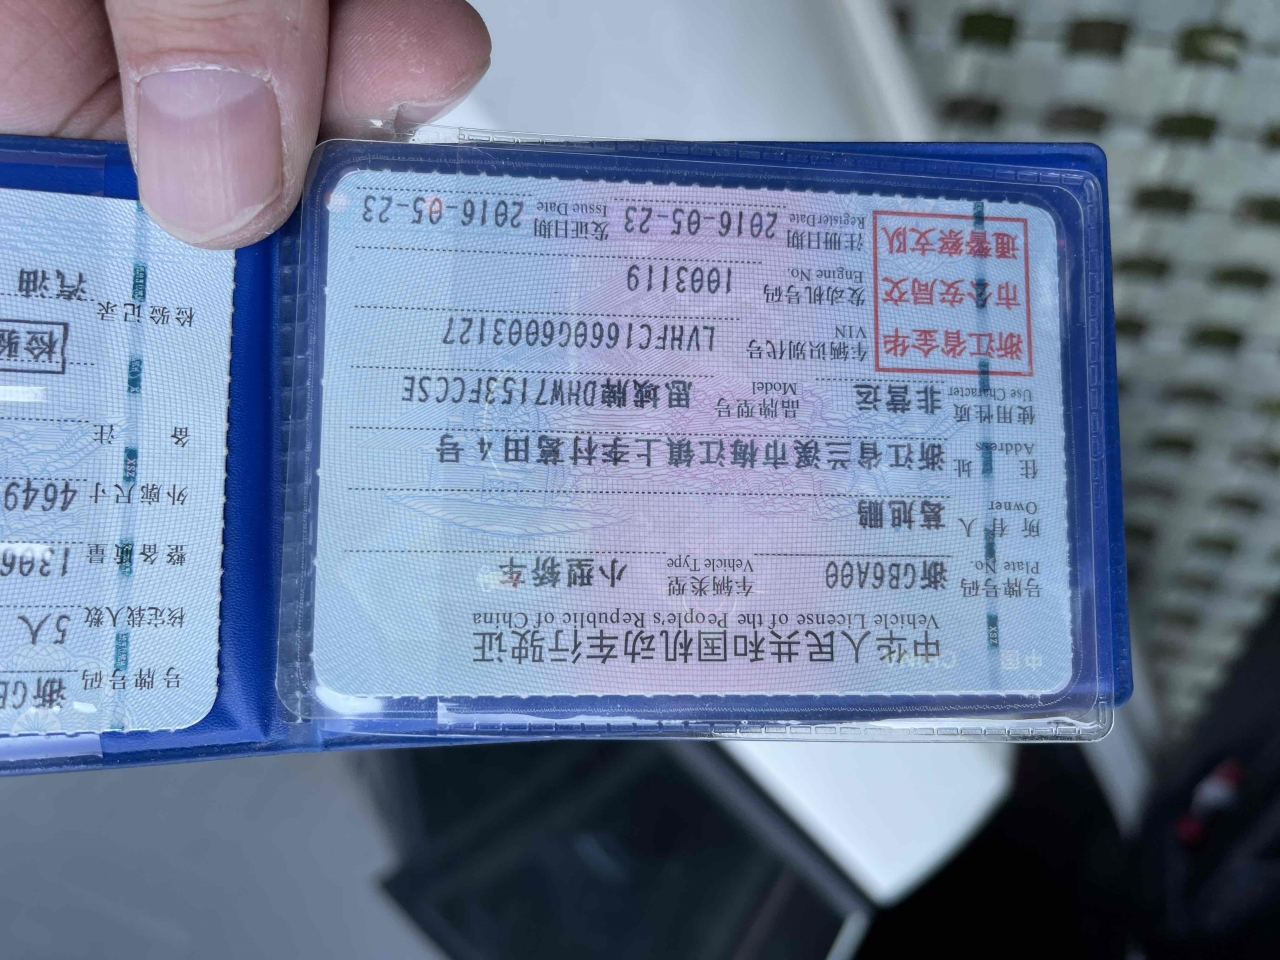 中华人民共和国机动车行驶证
Vehicle License of the People's Republic of China
号牌号码 Plate No. 浙GB6A00 车辆类型 Vehicle Type 小型轿车
所有人 Owner 葛旭鹏
住址 Address 浙江省兰溪市梅江镇上李村葛田4号
使用性质 Use Character 非营运 品牌型号 Model 思域牌DHW7153FCCSE
浙江省金华
市公安局交
通警察支队
车辆识别代号 VIN LVHFC1660G6003127
发动机号码 Engine No. 1003119
注册日期 Register Date 2016-05-23 发证日期 Issue Date 2016-05-23
中国 CHINA
号牌号码 浙GB
核定载人数 5人
整备质量 1306
外廓尺寸 4649
备注
检验
检验记录 汽油